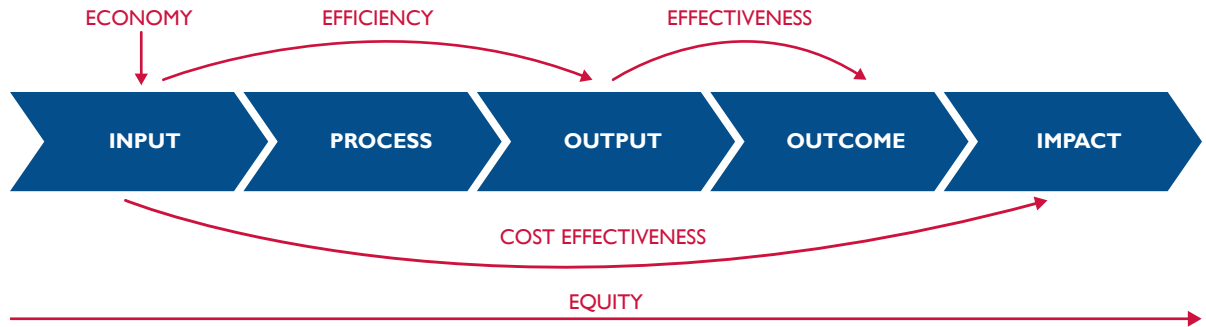 ECONOMY
EFFICIENCY
EFFECTIVENESS
INPUT
PROCESS
OUTPUT
OUTCOME
IMPACT
COST EFFECTIVENESS
EQUITY